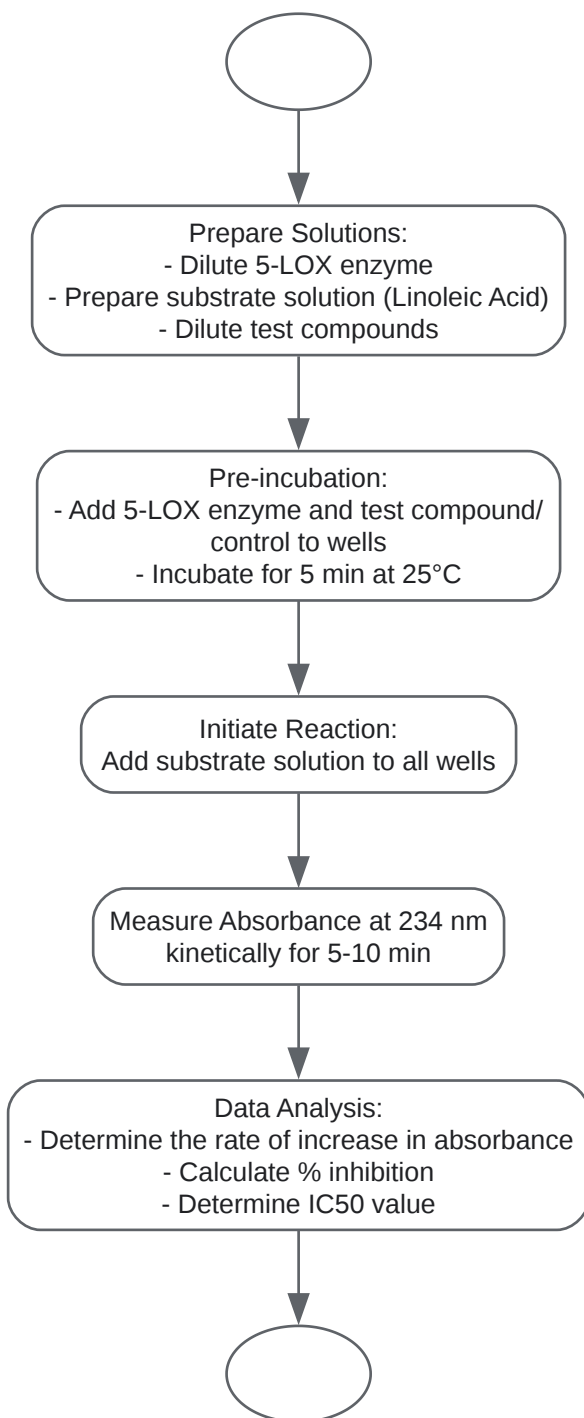 Prepare Solutions:
- Dilute 5-LOX enzyme
- Prepare substrate solution (Linoleic Acid)
- Dilute test compounds
Pre-incubation:
- Add 5-LOX enzyme and test compound/
control to wells
- Incubate for 5 min at 25°C
Initiate Reaction:
Add substrate solution to all wells
Measure Absorbance at 234 nm
kinetically for 5-10 min
Data Analysis:
- Determine the rate of increase in absorbance
- Calculate % inhibition
- Determine IC50 value